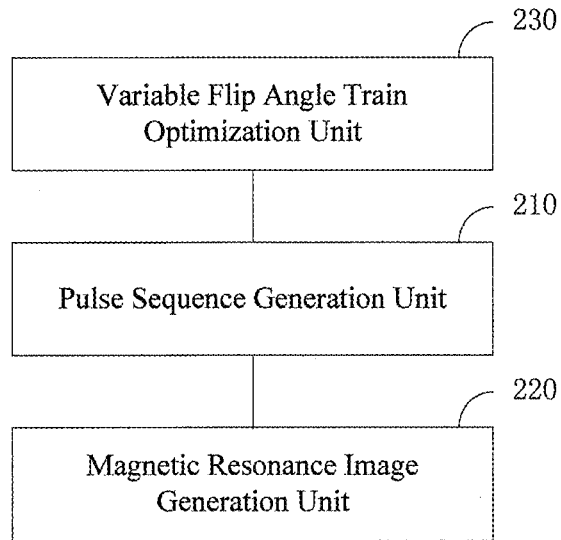 230
Variable Flip Angle Train
Optimization Unit
210
Pulse Sequence Generation Unit
220
Magnetic Resonance Image
Generation Unit